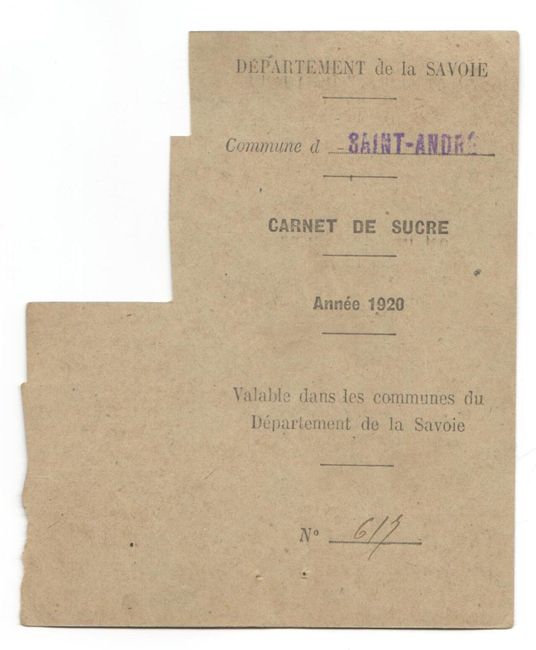 DÉPARTEMENT de la SAVOIE
Commune d SAINT-ANDRÉ
CARNET DE SUCRE
Année 1920
Valable dans les communes du
Département de la Savoie
N° 617